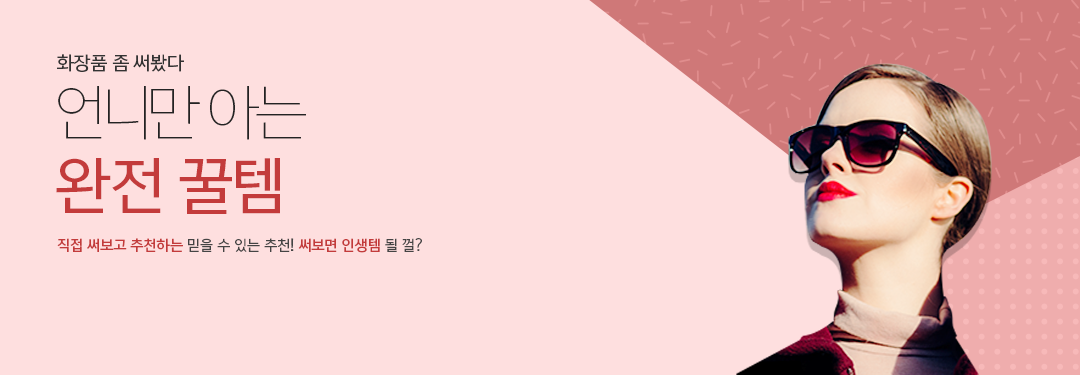 화장품 좀 써봤다
언니만 아는
완전 꿀템
직접 써보고 추천하는 믿을 수 있는 추천! 써보면 인생템 될 껄?